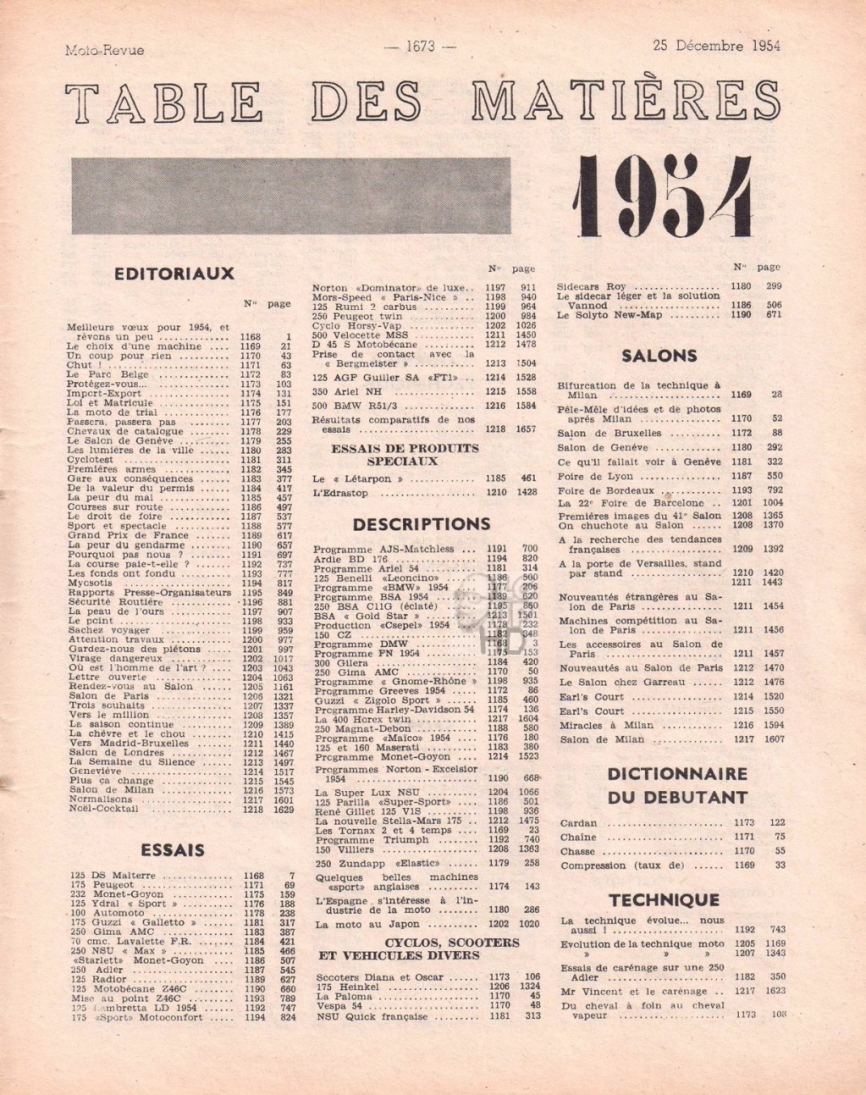 Moto-Revue
— 1673 —
25 Décembre 1954
TABLE DES MATIÈRES
1954
EDITORIAUX
N° page
Meilleurs vœux pour 1954, et
rêvons un peu ............ 1168 1
Le choix d'une machine .... 1169 21
Un coup pour rien .......... 1170 43
Chut ! ..................... 1171 63
Le Parc Belge .............. 1172 83
Protégez-vous... ............ 1173 103
Import-Export .............. 1174 131
Loi et Matricule ............ 1175 151
La moto de trial ............ 1176 177
Passera, passera pas ........ 1177 203
Chevaux de catalogue ...... 1178 229
Le Salon de Genève .......... 1179 255
Les lumières de la ville ...... 1180 283
Cyclotest .................. 1181 311
Premières armes ............ 1182 345
Gare aux conséquences ...... 1183 377
De la valeur du permis ...... 1184 417
La peur du mal ............ 1185 457
Courses sur route .......... 1186 497
Le droit de foire ............ 1187 537
Sport et spectacle .......... 1188 577
Grand Prix de France ...... 1189 617
La peur du gendarme ...... 1190 657
Pourquoi pas nous ? ........ 1191 697
La course paie-t-elle ? ...... 1192 737
Les fonds ont fondu ........ 1193 777
Mycsotis .................... 1194 817
Rapports Presse-Organisateurs 1195 849
Sécurité Routière ............ 1196 881
La peau de l'ours .......... 1197 907
Le point .................... 1198 933
Sachez voyager ............ 1199 959
Attention travaux .......... 1200 977
Gardez-nous des piétons .... 1201 997
Virage dangereux .......... 1202 1017
Où est l'homme de l'art ? .... 1203 1043
Lettre ouverte .............. 1204 1063
Rendez-vous au Salon ...... 1205 1161
Salon de Paris .............. 1206 1321
Trois souhaits .............. 1207 1337
Vers le million .............. 1208 1357
La saison continue .......... 1209 1389
La chèvre et le chou ........ 1210 1415
Vers Madrid-Bruxelles ...... 1211 1440
Salon de Londres .......... 1212 1467
La Semaine du Silence ...... 1213 1497
Geneviève .................. 1214 1517
Plus ça change .............. 1215 1545
Salon de Milan .............. 1216 1573
Normalisons ................ 1217 1601
Noël-Cocktail .............. 1218 1629
ESSAIS
125 DS Malterre ............ 1168 7
175 Peugeot ................ 1171 69
232 Monet-Goyon .......... 1175 159
125 Ydral « Sport » ........ 1176 188
100 Automoto .............. 1178 238
175 Guzzi « Galletto » ...... 1181 317
250 Gima AMC ............ 1183 387
70 cmc. Lavalette F.R. ...... 1184 421
250 NSU « Max » .......... 1185 466
«Starlett» Monet-Goyon .... 1186 507
250 Adler .................. 1187 545
125 Radior ................ 1189 627
125 Motobécane Z46C ...... 1190 660
Mise au point Z46C ........ 1193 789
125 Lambretta LD 1954 ...... 1192 747
175 «Sport» Motoconfort .... 1194 824
N° page
Norton «Dominator» de luxe.. 1197 911
Mors-Speed « Paris-Nice » .. 1198 940
125 Rumi 2 carbus .......... 1199 964
250 Peugeot twin .......... 1200 984
Cyclo Horsy-Vap .......... 1202 1026
500 Velocette MSS .......... 1211 1450
D 45 S Motobécane ........ 1212 1478
Prise de contact avec la
« Bergmeister » .......... 1213 1504
125 AGF Guiller SA «FT1» .. 1214 1528
350 Ariel NH .............. 1215 1558
500 BMW R51/3 ............ 1216 1584
Résultats comparatifs de nos
essais .................... 1218 1657
ESSAIS DE PRODUITS
SPECIAUX
Le « Létarpon » ............ 1185 461
L'Edrastop .................. 1210 1428
DESCRIPTIONS
Programme AJS-Matchless ... 1191 700
Ardie BD 176 .............. 1194 820
Programme Ariel 54 ........ 1181 314
125 Benelli «Leoncino» ...... 1186 500
Programme «BMW» 1954 .... 1177 206
Programme BSA 1954 ...... 1189 620
250 BSA C11G (éclaté) ...... 1195 860
BSA « Gold Star » .......... 1213 1501
Production «Csepel» 1954 .... 1178 232
150 CZ .................... 1182 348
Programme DMW .......... 1168 3
Programme FN 1954 ........ 1175 153
300 Gilera .................. 1184 420
250 Gima AMC ............ 1170 50
Programme « Gnome-Rhône » 1198 935
Programme Greeves 1954 .... 1172 86
Guzzi « Zigolo Sport » ...... 1185 460
Programme Harley-Davidson 54 1174 136
La 400 Horex twin .......... 1217 1604
250 Magnat-Debon .......... 1188 580
Programme «Maïco» 1954 .... 1176 180
125 et 160 Maserati .......... 1183 380
Programme Monet-Goyon .... 1214 1523
Programmes Norton - Excelsior
1954 ...................... 1190 668
La Super Lux NSU ........ 1204 1066
125 Parilla «Super-Sport» .... 1186 501
René Gillet 125 V1S ........ 1198 936
La nouvelle Stella-Mars 175 .. 1212 1475
Les Tornax 2 et 4 temps .... 1169 23
Programme Triumph ........ 1192 740
150 Villiers .................. 1208 1363
250 Zundapp «Elastic» ...... 1179 258
Quelques belles machines
«sport» anglaises .......... 1174 143
L'Espagne s'intéresse à l'in-
dustrie de la moto ........ 1180 286
La moto au Japon .......... 1202 1020
CYCLOS, SCOOTERS
ET VEHICULES DIVERS
Scooters Diana et Oscar ...... 1173 106
175 Heinkel ................ 1206 1324
La Paloma .................. 1170 45
Vespa 54 .................... 1170 48
NSU Quick française ........ 1181 313
N° page
Sidecars Roy ................ 1180 299
Le sidecar léger et la solution
Vannod .................. 1186 506
Le Solyto New-Map ........ 1190 671
SALONS
Bifurcation de la technique à
Milan .................... 1169 28
Pêle-Mêle d'idées et de photos
après Milan .............. 1170 52
Salon de Bruxelles .......... 1172 88
Salon de Genève ............ 1180 292
Ce qu'il fallait voir à Genève 1181 322
Foire de Lyon .............. 1187 550
Foire de Bordeaux .......... 1193 792
La 22e Foire de Barcelone .. 1201 1004
Premières images du 41e Salon 1208 1365
On chuchote au Salon ...... 1208 1370
A la recherche des tendances
françaises ................ 1209 1392
A la porte de Versailles, stand
par stand ................ 1210 1420
1211 1443
Nouveautés étrangères au Sa-
lon de Paris .............. 1211 1454
Machines compétition au Sa-
lon de Paris .............. 1211 1456
Les accessoires au Salon de
Paris .................... 1211 1457
Nouveautés au Salon de Paris 1212 1470
Le Salon chez Garreau ...... 1212 1476
Earl's Court ................ 1214 1520
Earl's Court ................ 1215 1550
Miracles à Milan ............ 1216 1594
Salon de Milan .............. 1217 1607
DICTIONNAIRE
DU DEBUTANT
Cardan .................... 1173 122
Chaîne .................... 1171 75
Chasse .................... 1170 55
Compression (taux de) ...... 1169 33
TECHNIQUE
La technique évolue... nous
aussi ! .................... 1192 743
Evolution de la technique moto 1205 1169
» » » 1207 1343
Essais de carénage sur une 250
Adler .................... 1182 350
Mr Vincent et le carénage .. 1217 1623
Du cheval à foin au cheval
vapeur .................. 1173 108